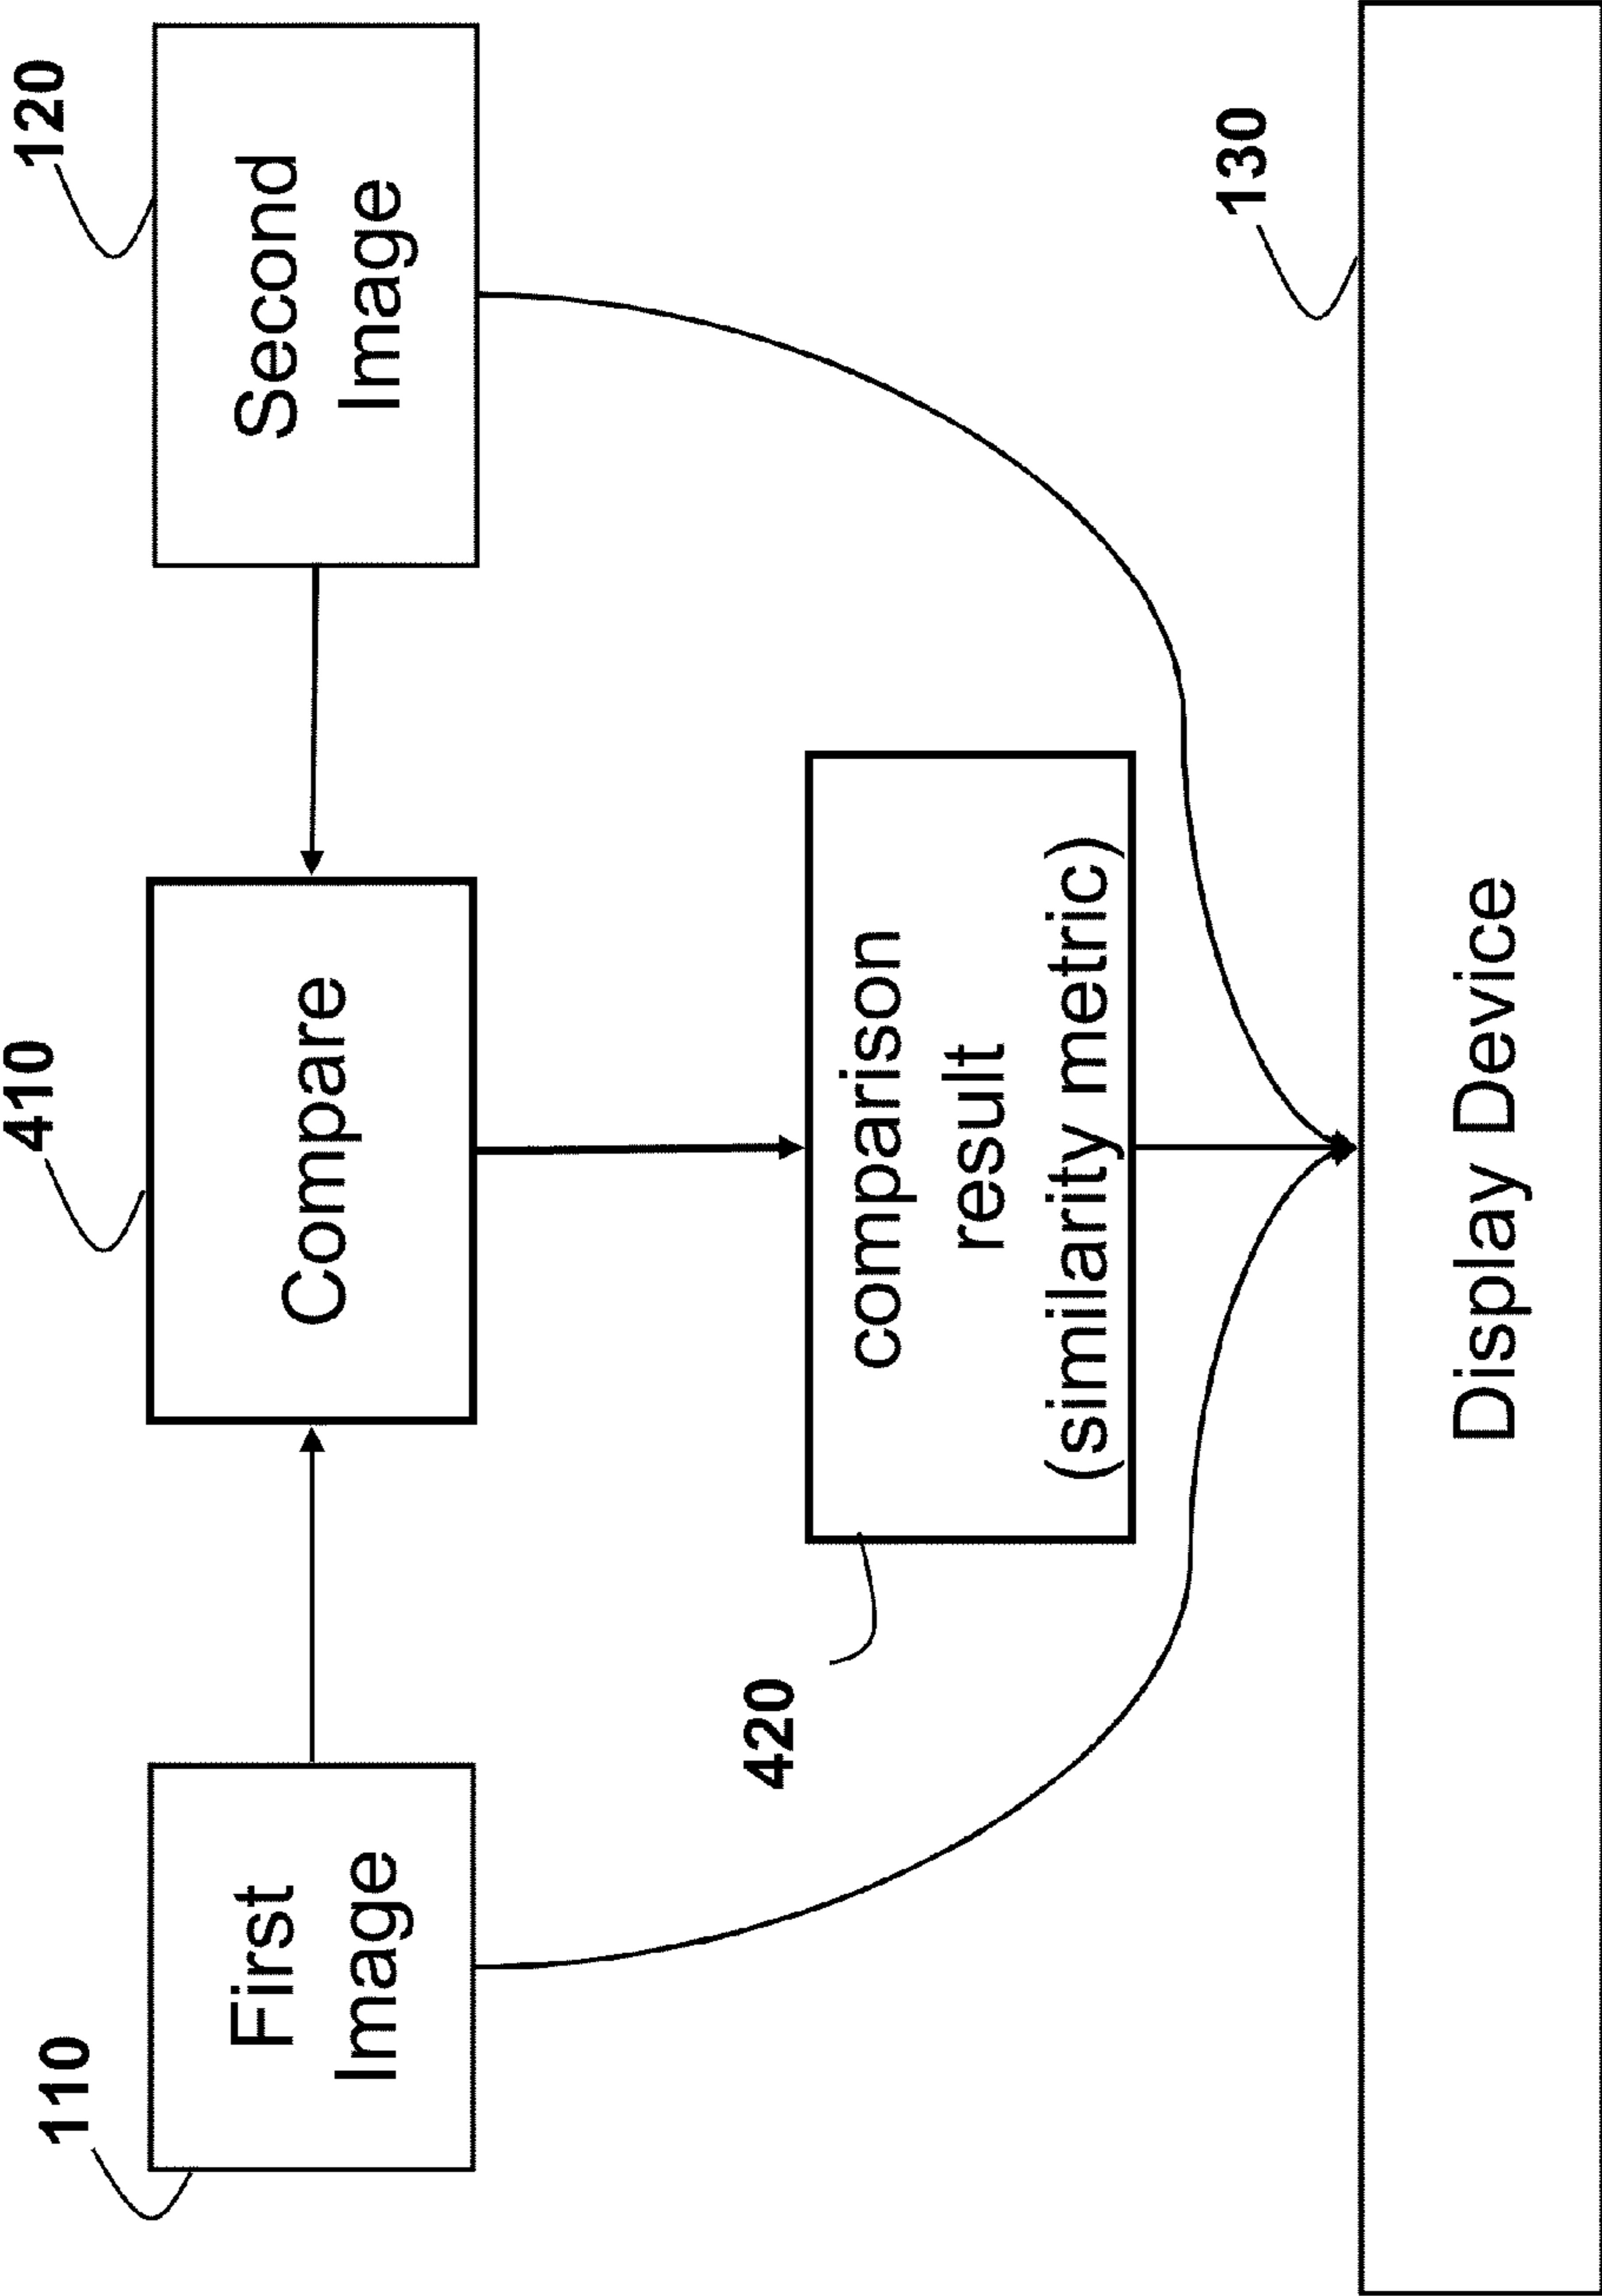 110
First
Image
410
Compare
120
Second
Image
420
comparison
result
(similarity metric)
130
Display Device